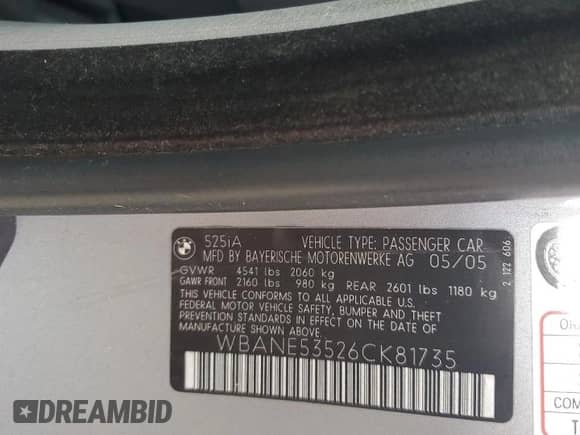 525iA VEHICLE TYPE: PASSENGER CAR
MFD BY BAYERISCHE MOTORENWERKE AG 05/05
GVWR 4541 lbs 2060 kg
GAWR FRONT 2160 lbs 980 kg REAR 2601 lbs 1180 kg
THIS VEHICLE CONFORMS TO ALL APPLICABLE U.S.
FEDERAL MOTOR VEHICLE SAFETY, BUMPER AND THEFT
PREVENTION STANDARDS IN EFFECT ON THE DATE OF
MANUFACTURE SHOWN ABOVE.
WBANE53526CK81735
2 122 606
COM
DREAMBID